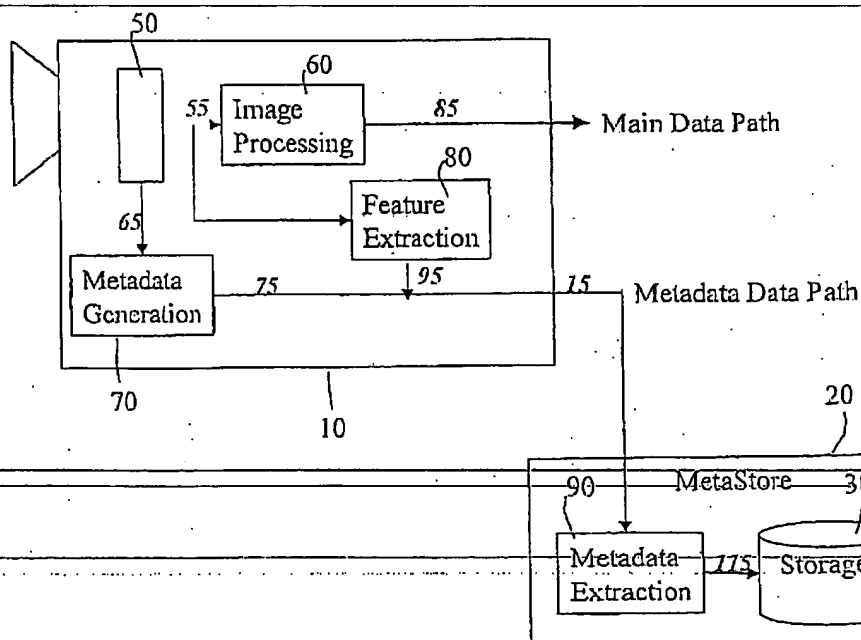 50
60
55
Image
Processing
85
Main Data Path
80
Feature
Extraction
65
95
Metadada
Generation
75
15
Metadata Data Path
70
10
20
MetaStore
90
Metadata
Extraction
115
Storage